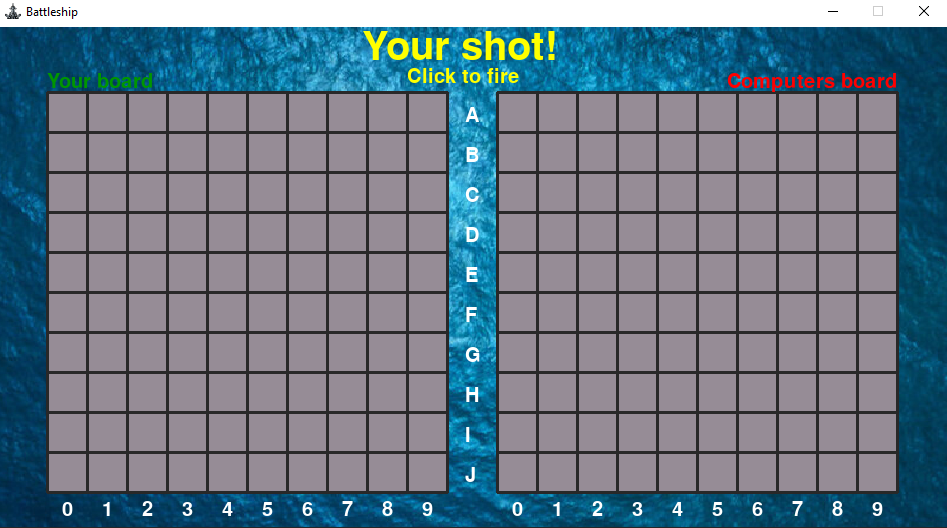 Battleship
Your shot!
Click to fire
Your board
Computers board
A
B
C
D
E
F
G
H
I
J
0 1 2 3 4 5 6 7 8 9
0 1 2 3 4 5 6 7 8 9